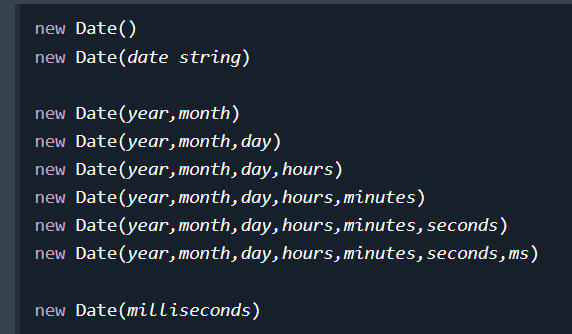 new Date()
new Date(date string)
new Date(year,month)
new Date(year,month,day)
new Date(year,month,day,hours)
new Date(year,month,day,hours,minutes)
new Date(year,month,day,hours,minutes,seconds)
new Date(year,month,day,hours,minutes,seconds,ms)
new Date(milliseconds)